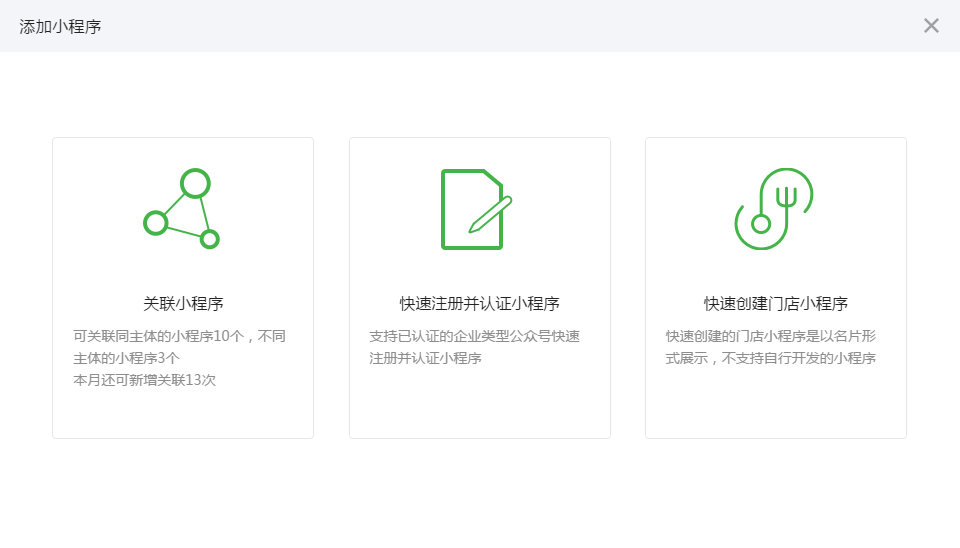 添加小程序
关联小程序
可关联同主体的小程序10个，不同
主体的小程序3个
本月还可新增关联13次
快速注册并认证小程序
支持已认证的企业类型公众号快速
注册并认证小程序
快速创建门店小程序
快速创建的门店小程序是以名片形
式展示，不支持自行开发的小程序